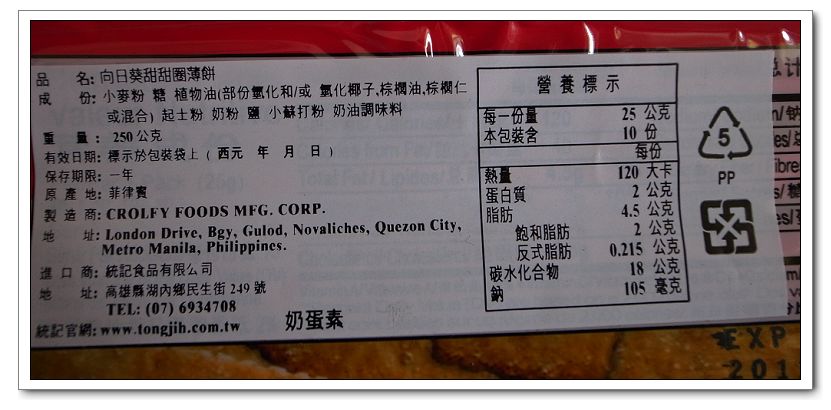 品　　名: 向日葵甜甜圈薄餅
成　　份: 小麥粉 糖 植物油(部份氫化和/或 氫化椰子,棕櫚油,棕櫚仁
或混合) 起士粉 奶粉 鹽 小蘇打粉 奶油調味料
重　　量: 250公克
有效日期: 標示於包裝袋上 ( 西元 年 月 日 )
保存期限: 一年
原 產 地: 菲律賓
製 造 商: CROLFY FOODS MFG. CORP.
地　　址: London Drive, Bgy, Gulod, Novaliches, Quezon City,
Metro Manila, Philippines.
進 口 商: 統記食品有限公司
地　　址: 高雄縣湖內鄉民生街 249 號
TEL: (07) 6934708
統記官網: www.tongjih.com.tw
奶蛋素
營 養 標 示
每一份量 25 公克
本包裝含 10 份
每份
熱量 120 大卡
蛋白質 2 公克
脂肪 4.5 公克
飽和脂肪 2 公克
反式脂肪 0.215 公克
碳水化合物 18 公克
鈉 105 毫克
5
PP
EXP
201